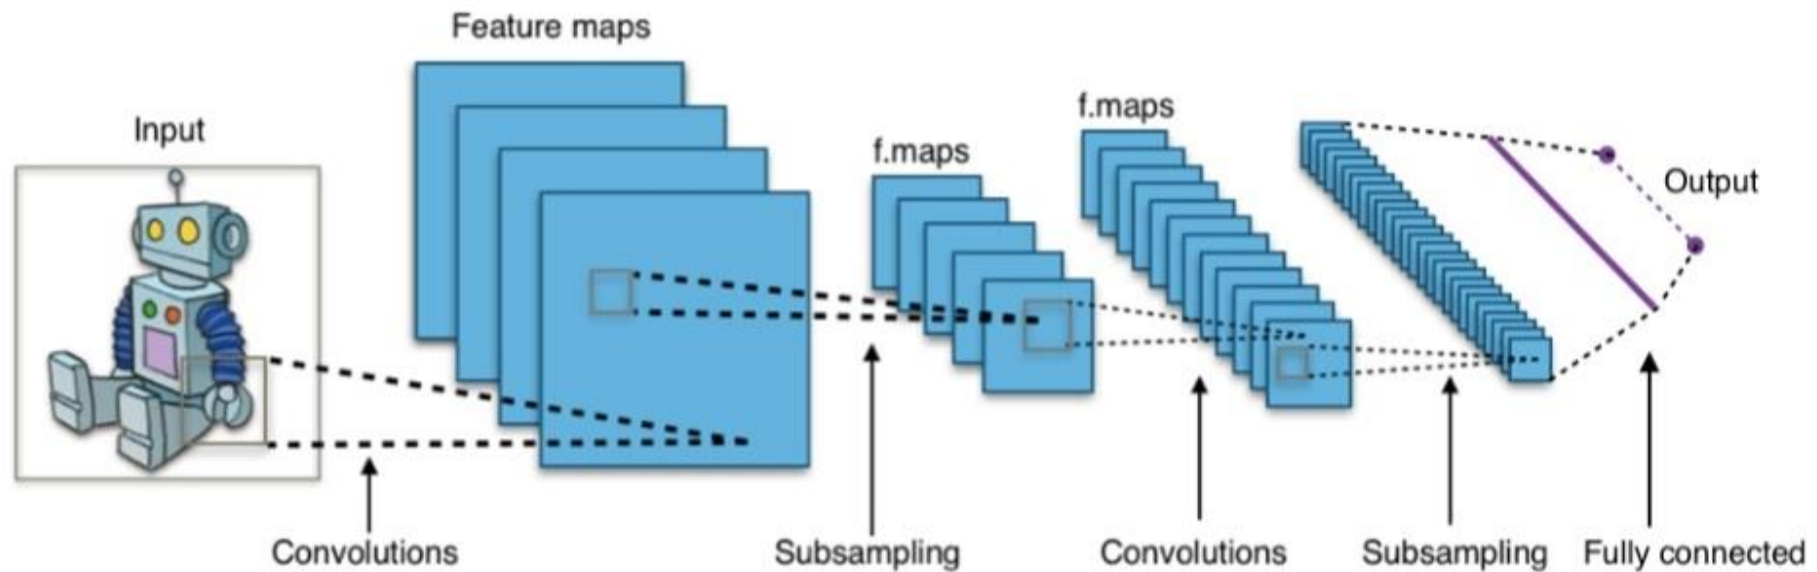 Feature maps
Input
f.maps
f.maps
Output
Convolutions
Subsampling
Convolutions
Subsampling
Fully connected